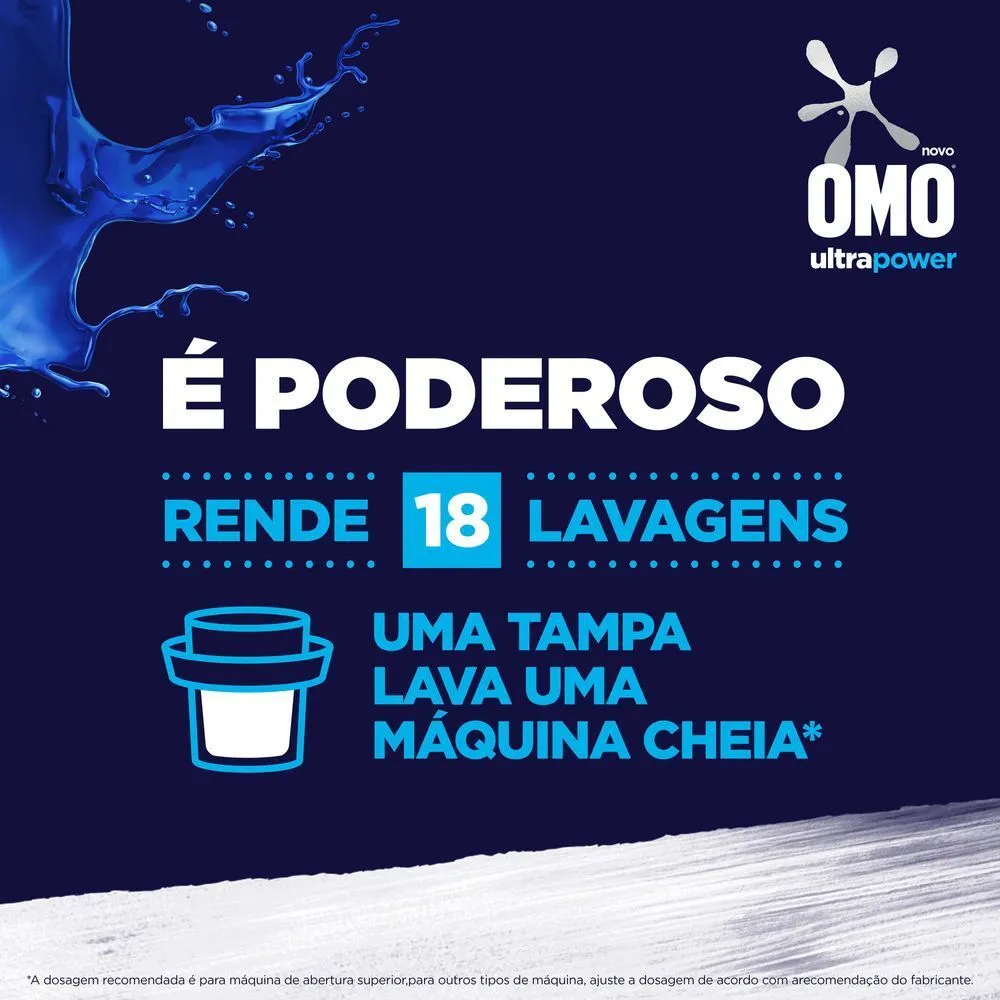 novo
OMO
ultrapower
É PODEROSO
RENDE 18 LAVAGENS
UMA TAMPA
LAVA UMA
MÁQUINA CHEIA*
*A dosagem recomendada é para máquina de abertura superior,para outros tipos de máquina, ajuste a dosagem de acordo com arecomendação do fabricante.